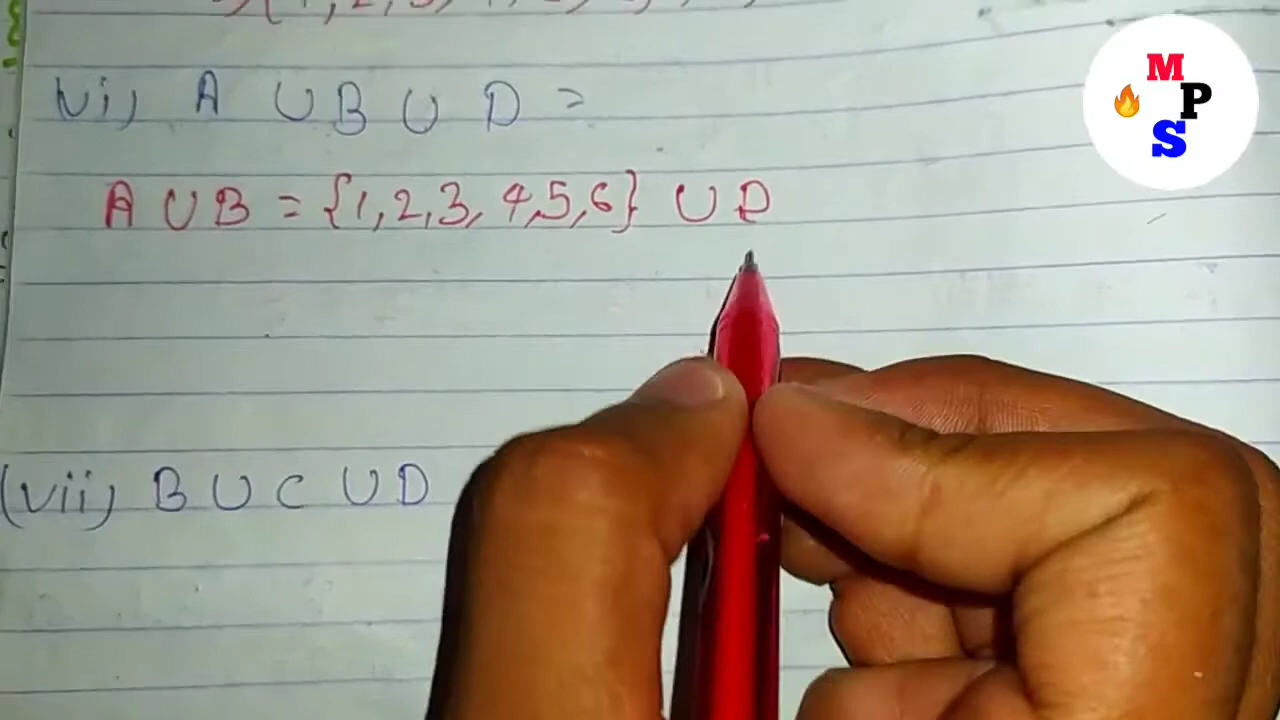 (vi) A ∪ B ∪ D =
A ∪ B = {1,2,3,4,5,6} ∪ D
(vii) B ∪ C ∪ D
M
P
S